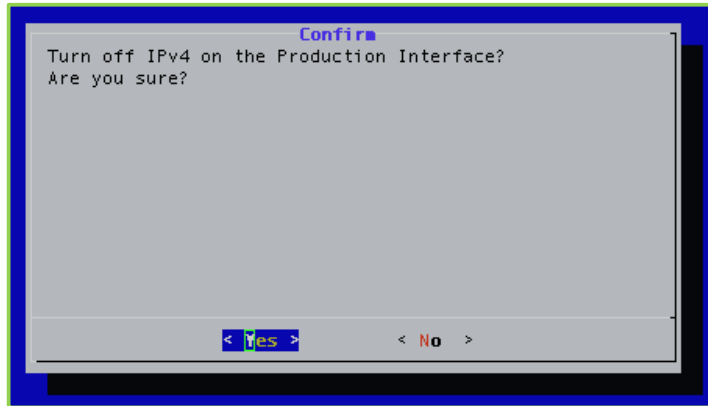 Confirm
Turn off IPv4 on the Production Interface?
Are you sure?
< Yes > < No >